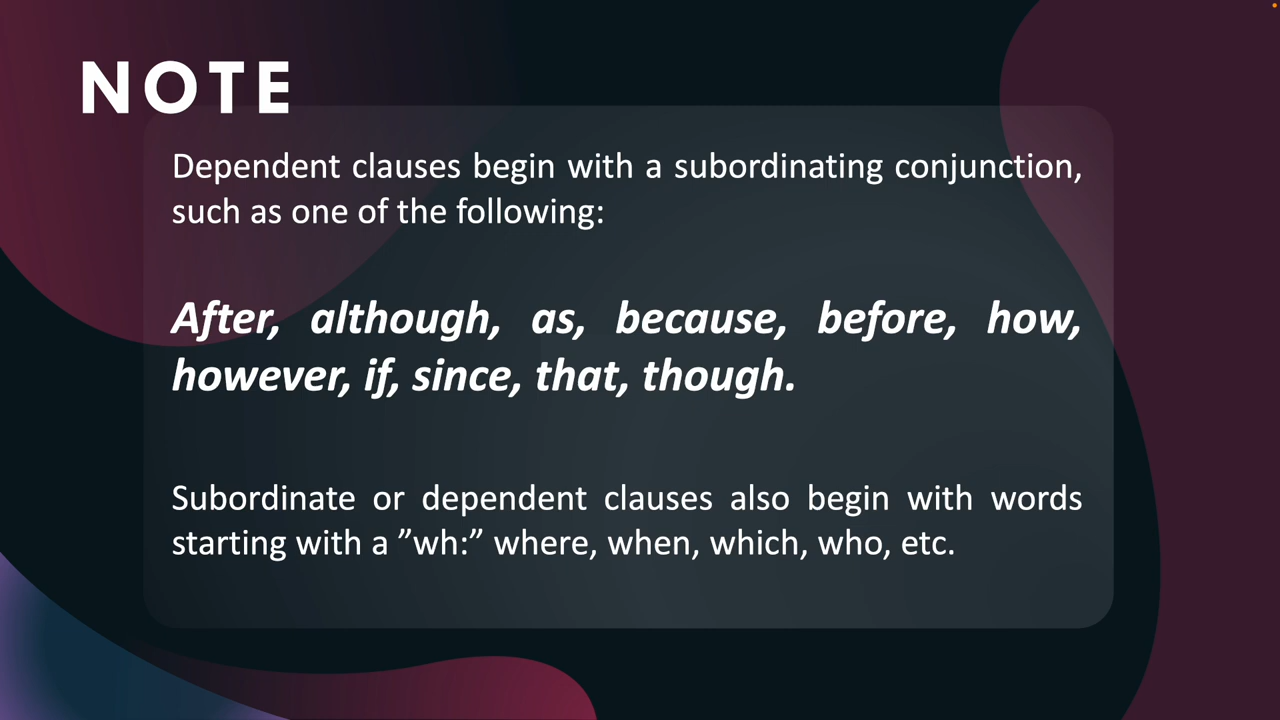 NOTE
Dependent clauses begin with a subordinating conjunction,
such as one of the following:
After, although, as, because, before, how,
however, if, since, that, though.
Subordinate or dependent clauses also begin with words
starting with a ”wh:” where, when, which, who, etc.